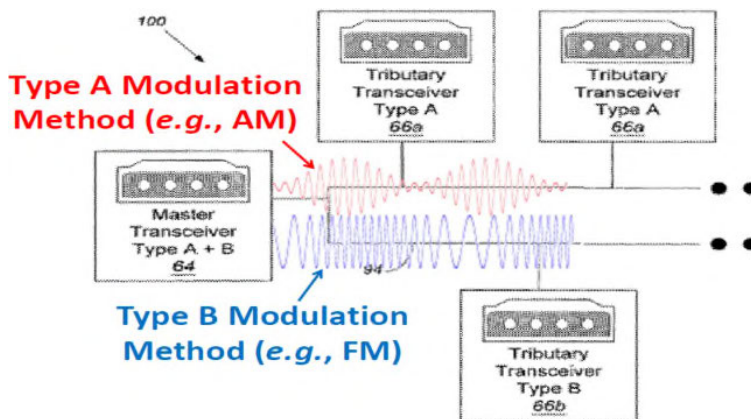 100
Type A Modulation
Method (e.g., AM)
Tributary
Transceiver
Type A
66a
Tributary
Transceiver
Type A
66a
Master
Transceiver
Type A + B
64
94
Type B Modulation
Method (e.g., FM)
Tributary
Transceiver
Type B
66b